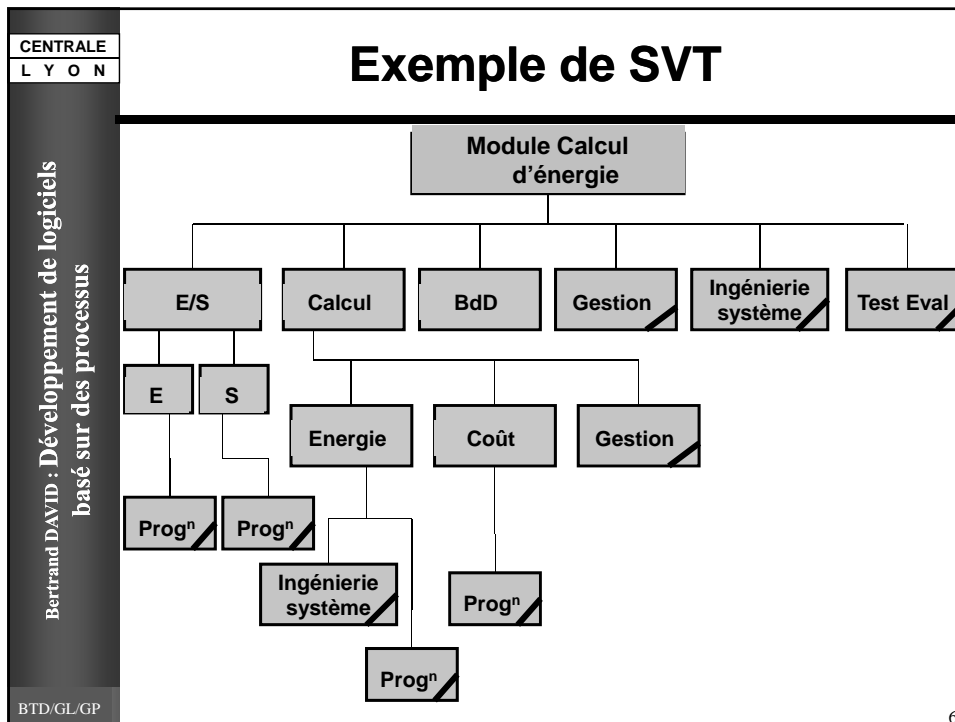 CENTRALE
L Y O N
Exemple de SVT
Bertrand DAVID : Développement de logiciels
basé sur des processus
Module Calcul
d'énergie
E/S
Calcul
BdD
Gestion
Ingénierie
système
Test Eval
E
S
Energie
Coût
Gestion
Progⁿ
Progⁿ
Ingénierie
système
Progⁿ
Progⁿ
BTD/GL/GP
6